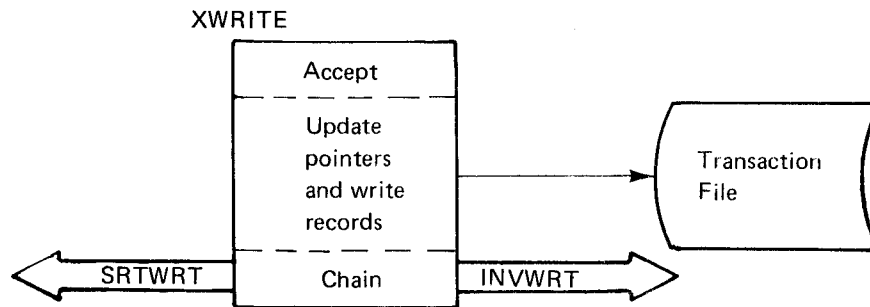 XWRITE
Accept
Update
pointers
and write
records
Transaction
File
SRTWRT
Chain
INVWRT